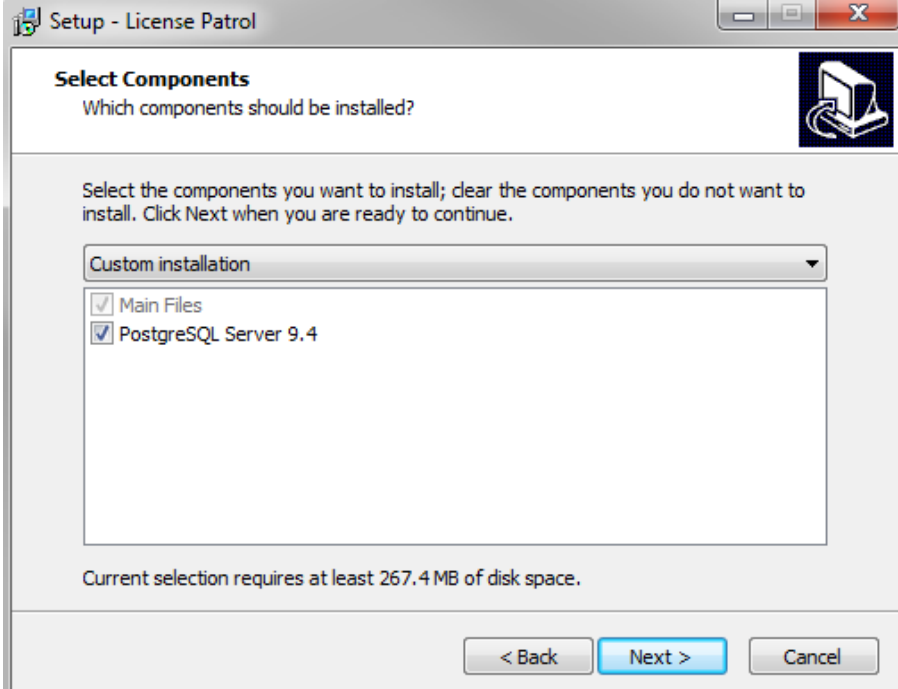 Setup - License Patrol
Select Components
Which components should be installed?
Select the components you want to install; clear the components you do not want to
install. Click Next when you are ready to continue.
Custom installation
Main Files
PostgreSQL Server 9.4
Current selection requires at least 267.4 MB of disk space.
< Back
Next >
Cancel